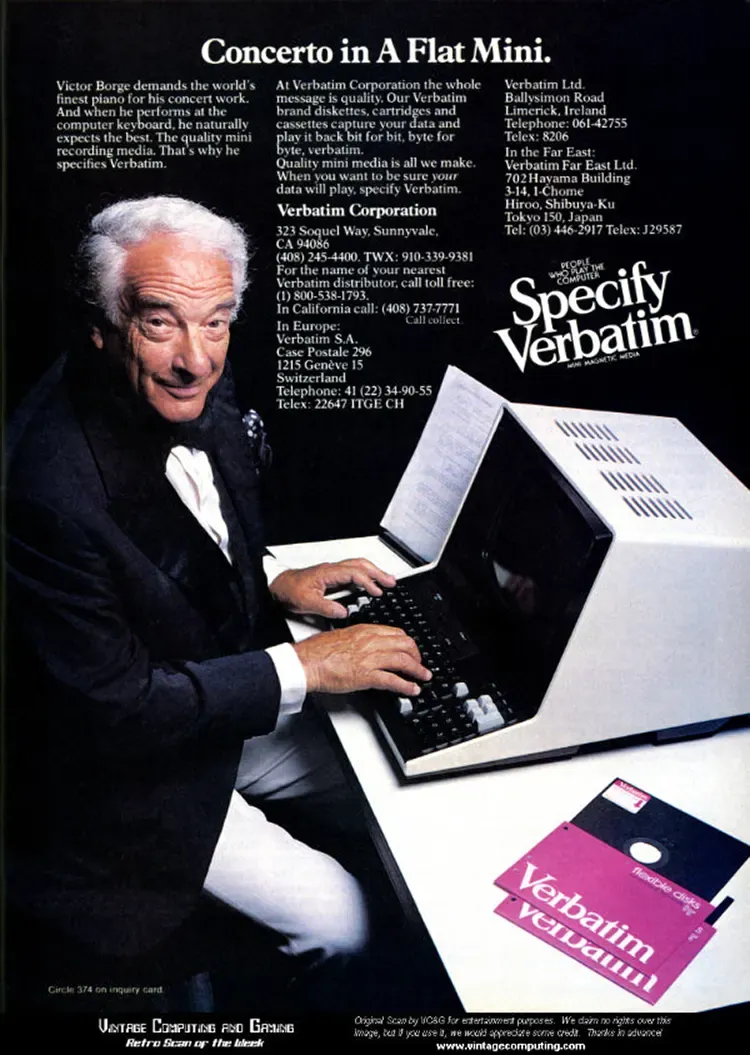 Concerto in A Flat Mini.
Victor Borge demands the world's
finest piano for his concert work.
And when he performs at the
computer keyboard, he naturally
expects the best. The quality mini
recording media. That's why he
specifies Verbatim.
At Verbatim Corporation the whole
message is quality. Our Verbatim
brand diskettes, cartridges and
cassettes capture your data and
play it back bit for bit, byte for
byte, verbatim.
Quality mini media is all we make.
When you want to be sure your
data will play, specify Verbatim.
Verbatim Corporation
323 Soquel Way, Sunnyvale,
CA 94086
(408) 245-4400. TWX: 910-339-9381
For the name of your nearest
Verbatim distributor, call toll free:
(1) 800-538-1793.
In California call: (408) 737-7771
Call collect.
In Europe:
Verbatim S.A.
Case Postale 296
1215 Genève 15
Switzerland
Telephone: 41 (22) 34-90-55
Telex: 22647 ITGE CH
Verbatim Ltd.
Ballysimon Road
Limerick, Ireland
Telephone: 061-42755
Telex: 8206
In the Far East:
Verbatim Far East Ltd.
702 Hayama Building
3-14, 1-Chome
Hiroo, Shibuya-Ku
Tokyo 150, Japan
Tel: (03) 446-2917 Telex: J29587
PEOPLE
WHO PLAY THE
COMPUTER
Specify
Verbatim®
MINI MAGNETIC MEDIA
Verbatim
flexible disks
Verbatim
Verbatim
Circle 374 on inquiry card.
Vintage Computing and Gaming
Retro Scan of the Week
Original Scan by VC&G for entertainment purposes. We claim no rights over this
image, but if you use it, we would appreciate some credit. Thanks in advance!
www.vintagecomputing.com